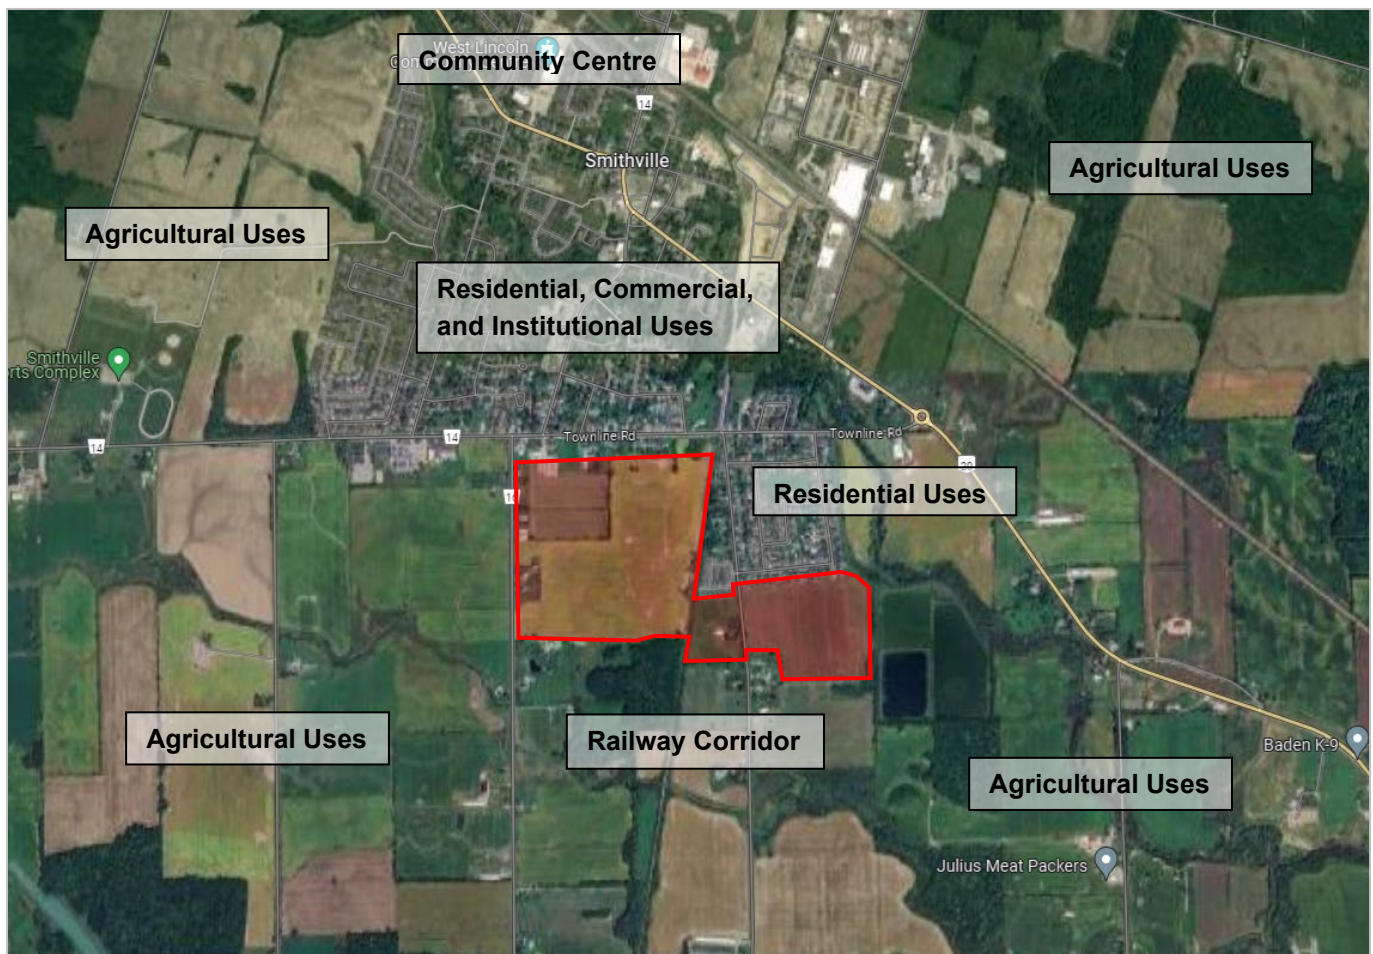 West Lincoln
Community Centre
14
Smithville
Agricultural Uses
Agricultural Uses
Residential, Commercial,
and Institutional Uses
Smithville
rts Complex
14
14
Townline Rd
Townline Rd
20
Residential Uses
Agricultural Uses
Railway Corridor
Baden K-9
Agricultural Uses
Julius Meat Packers